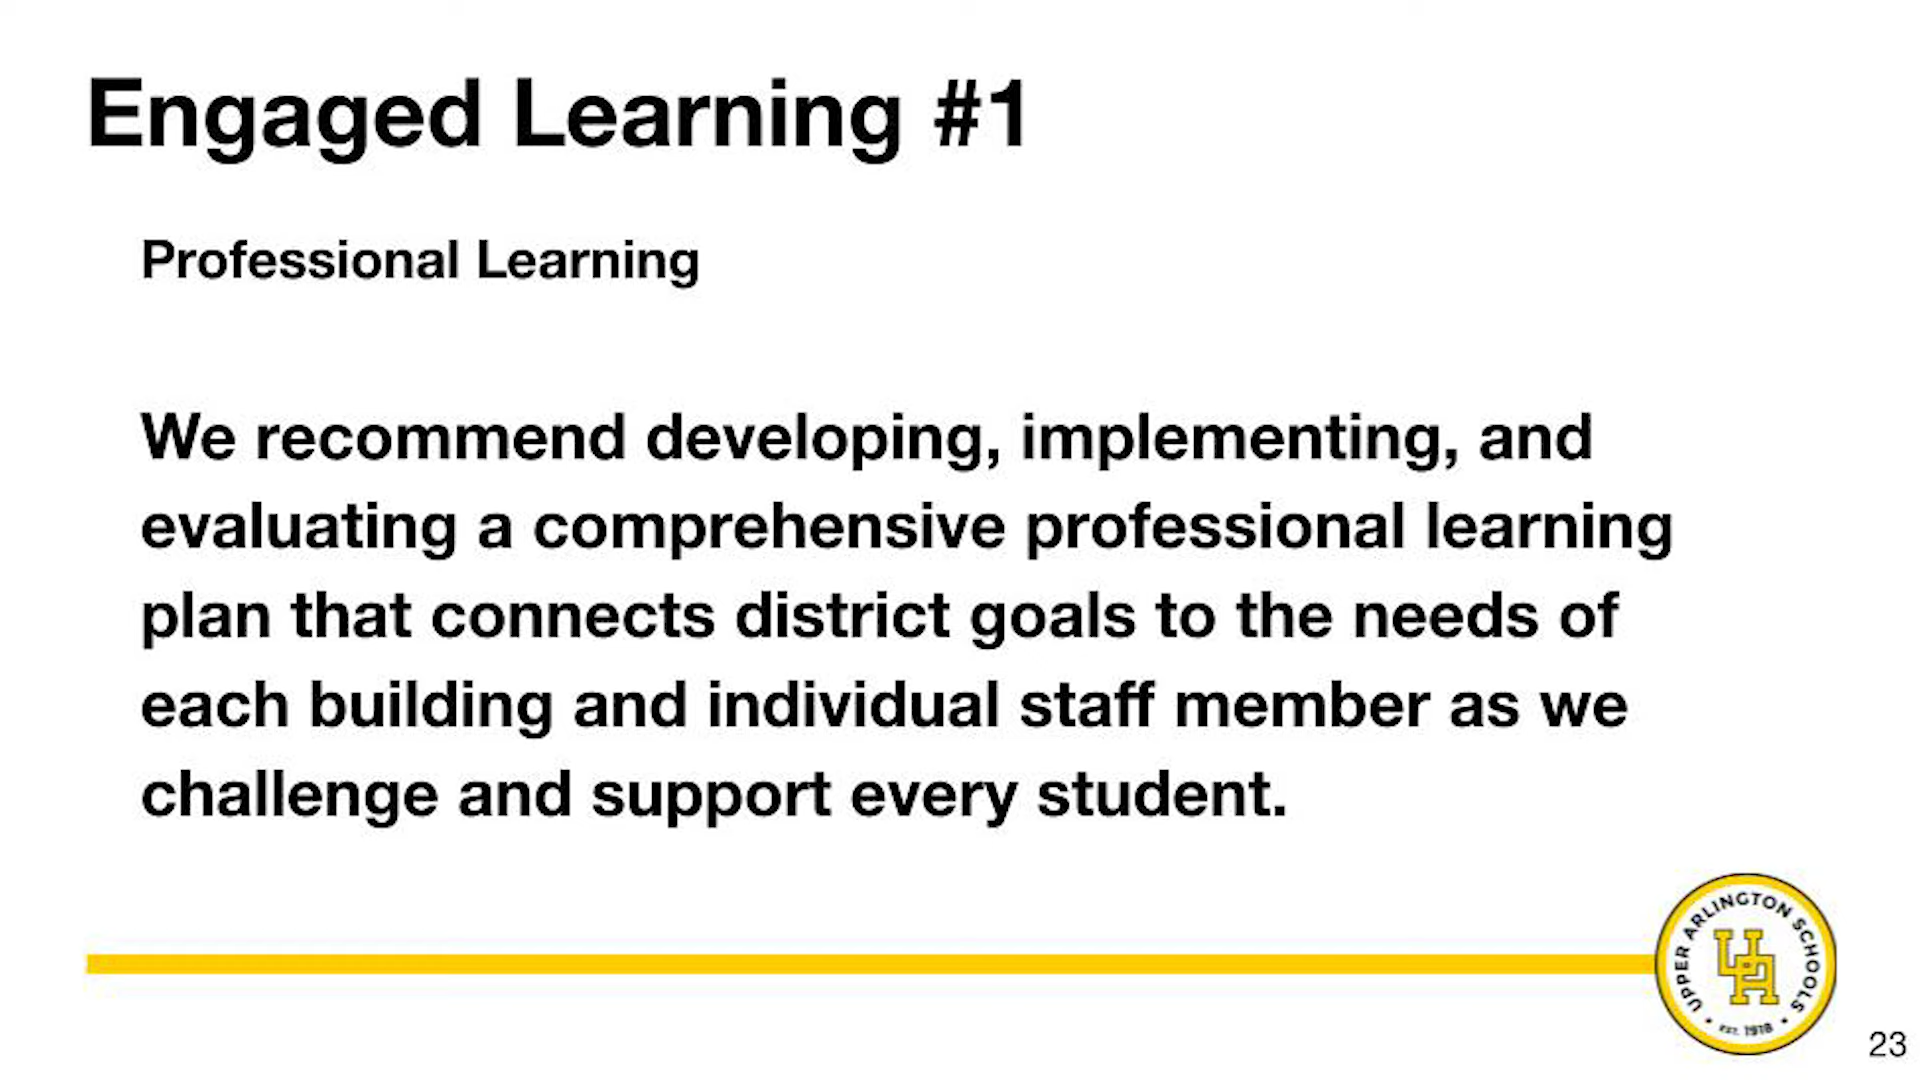 Engaged Learning #1
Professional Learning
We recommend developing, implementing, and
evaluating a comprehensive professional learning
plan that connects district goals to the needs of
each building and individual staff member as we
challenge and support every student.
UPPER ARLINGTON SCHOOLS
UA
EST. 1918
23